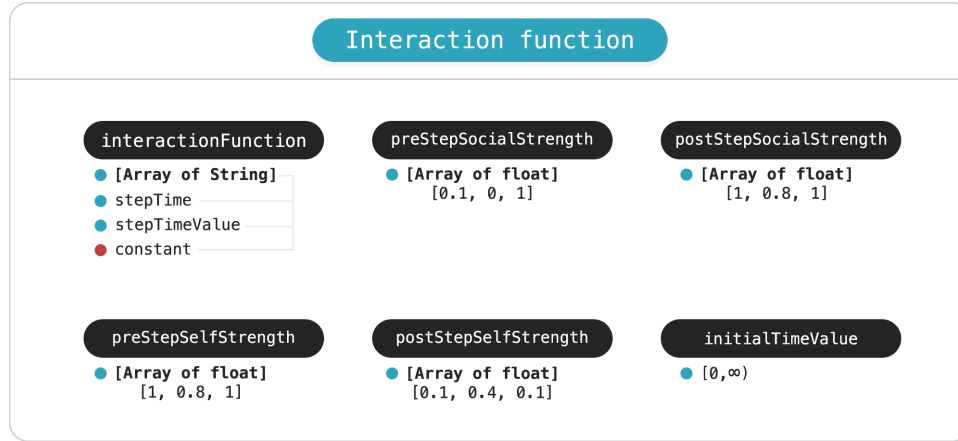 Interaction function
interactionFunction
[Array of String]
stepTime
stepTimeValue
constant
preStepSocialStrength
[Array of float]
[0.1, 0, 1]
postStepSocialStrength
[Array of float]
[1, 0.8, 1]
preStepSelfStrength
[Array of float]
[1, 0.8, 1]
postStepSelfStrength
[Array of float]
[0.1, 0.4, 0.1]
initialTimeValue
[0,∞)